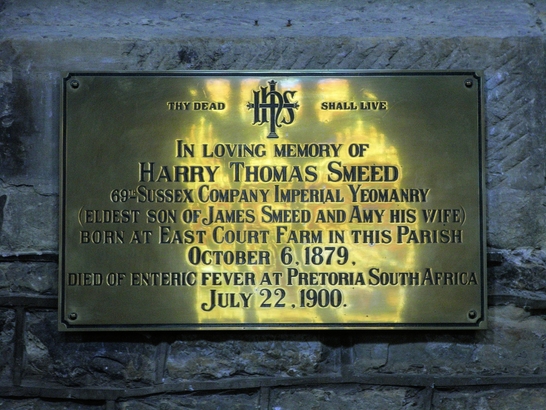 THY DEAD IHS SHALL LIVE
IN LOVING MEMORY OF
HARRY THOMAS SMEED
69th SUSSEX COMPANY IMPERIAL YEOMANRY
(ELDEST SON OF JAMES SMEED AND AMY HIS WIFE)
BORN AT EAST COURT FARM IN THIS PARISH
OCTOBER 6, 1879,
DIED OF ENTERIC FEVER AT PRETORIA SOUTH AFRICA
JULY 22, 1900.